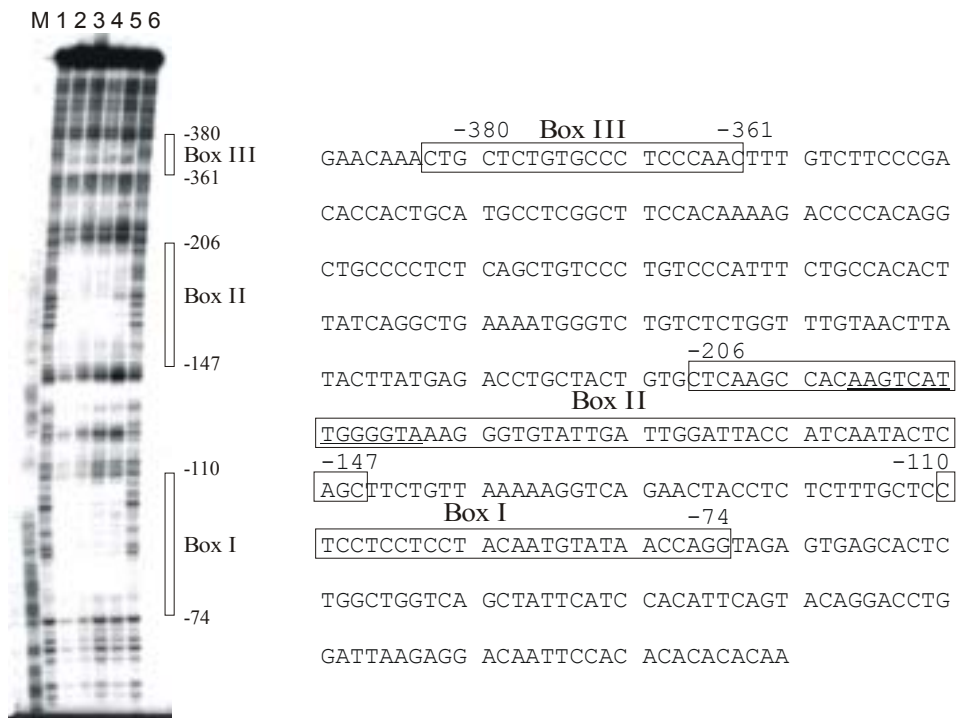 M 1 2 3 4 5 6
-380
Box III
-361
-206
Box II
-147
-110
Box I
-74
-380 Box III -361
GAACAAACTG CTCTGTGCCC TCCCAACTTT GTCTTCCCGA
CACCACTGCA TGCCTCGGCT TCCACAAAAG ACCCCACAGG
CTGCCCCTCT CAGCTGTCCC TGTCCCATTT CTGCCACACT
TATCAGGCTG AAAATGGGTC TGTCTCTGGT TTGTAACTTA
-206
TACTTATGAG ACCTGCTACT GTGCTCAAGC CACAAGTCAT
Box II
TGGGGTAAAG GGTGTATTGA TTGGATTACC ATCAATACTC
-147 -110
AGCTTCTGTT AAAAAGGTCA GAACTACCTC TCTTTGCTCC
Box I -74
TCCTCCTCCT ACAATGTATA ACCAGGTAGA GTGAGCACTC
TGGCTGGTCA GCTATTCATC CACATTCAGT ACAGGACCTG
GATTAAGAGG ACAATTCCAC ACACACACAA